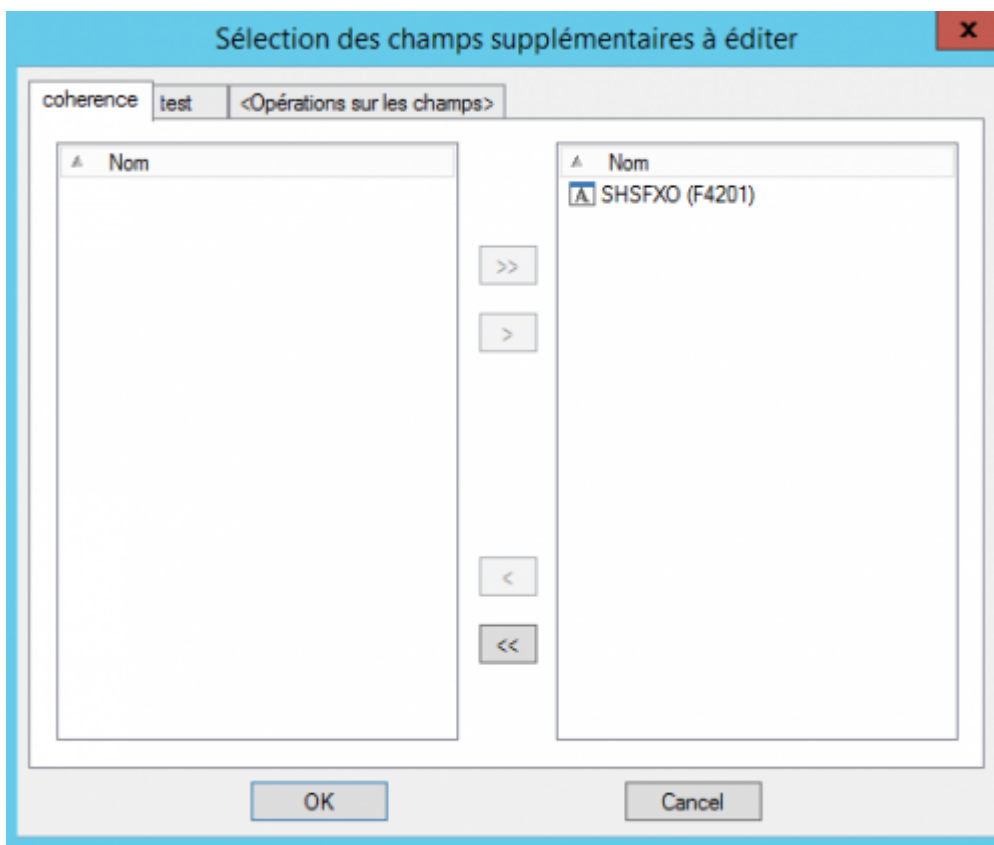 Sélection des champs supplémentaires à éditer
x
coherence test <Opérations sur les champs>
Nom
Nom
A SHSFXO (F4201)
>>
>
<
<<
OK Cancel